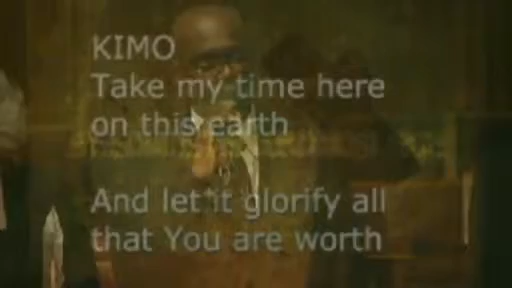 KIMO
Take my time here
on this earth
And let it glorify all
that You are worth